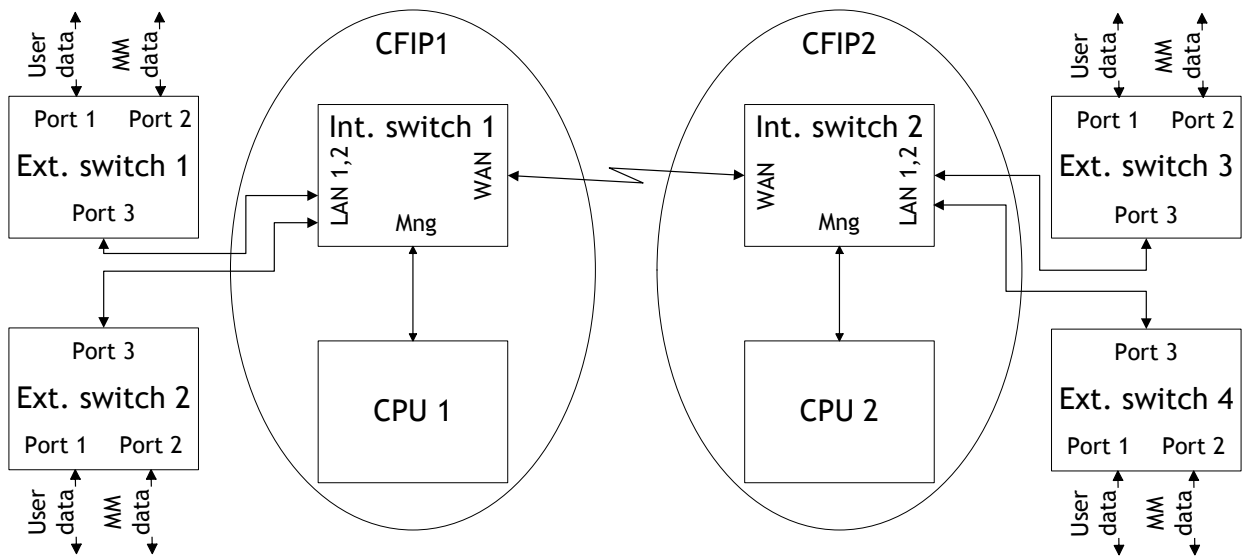 User data
MM data
CFIP1
CFIP2
User data
MM data
Port 1 Port 2
Ext. switch 1
Port 3
Int. switch 1
LAN 1,2
WAN
Mng
Int. switch 2
WAN
LAN 1,2
Mng
Port 1 Port 2
Ext. switch 3
Port 3
Port 3
Ext. switch 2
Port 1 Port 2
CPU 1
CPU 2
Port 3
Ext. switch 4
Port 1 Port 2
User data
MM data
User data
MM data